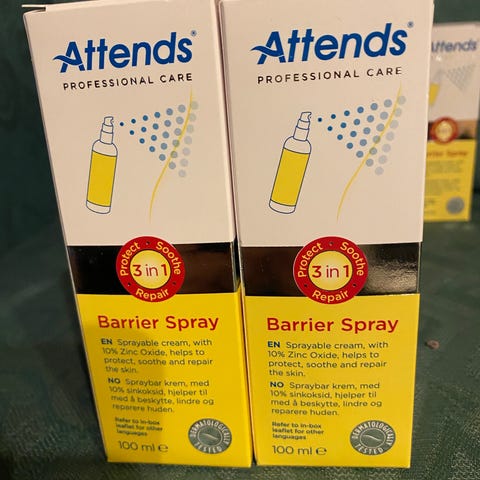 Attends®
PROFESSIONAL CARE
Protect • Soothe
3 in 1
Repair
Barrier Spray
EN Sprayable cream, with
10% Zinc Oxide, helps to
protect, soothe and repair
the skin.
NO Spraybar krem, med
10% sinkoksid, hjelper til
med å beskytte, lindre og
reparere huden.
Refer to in-box
leaflet for other
languages
100 ml e
DERMATOLOGICALLY
TESTED
Attends®
PROFESSIONAL CARE
Protect • Soothe
3 in 1
Repair
Barrier Spray
EN Sprayable cream, with
10% Zinc Oxide, helps to
protect, soothe and repair
the skin.
NO Spraybar krem, med
10% sinkoksid, hjelper til
med å beskytte, lindre og
reparere huden.
Refer to in-box
leaflet for other
languages
100 ml e
DERMATOLOGICALLY
TESTED
Attends
Spray